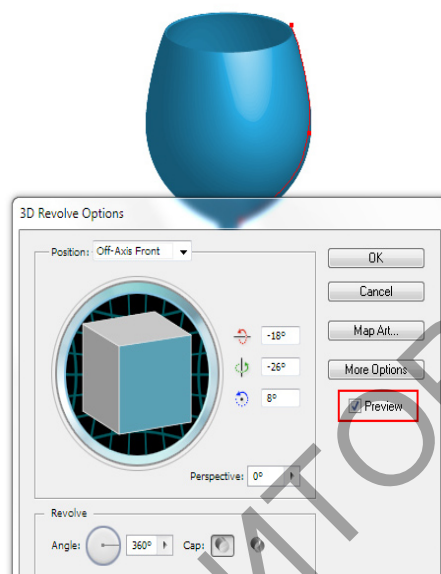 3D Revolve Options
Position: Off-Axis Front
OK
Cancel
-18°
Map Art...
-26°
More Options
8°
Preview
Perspective: 0°
Revolve
Angle: 360° Cap:
ИТОР